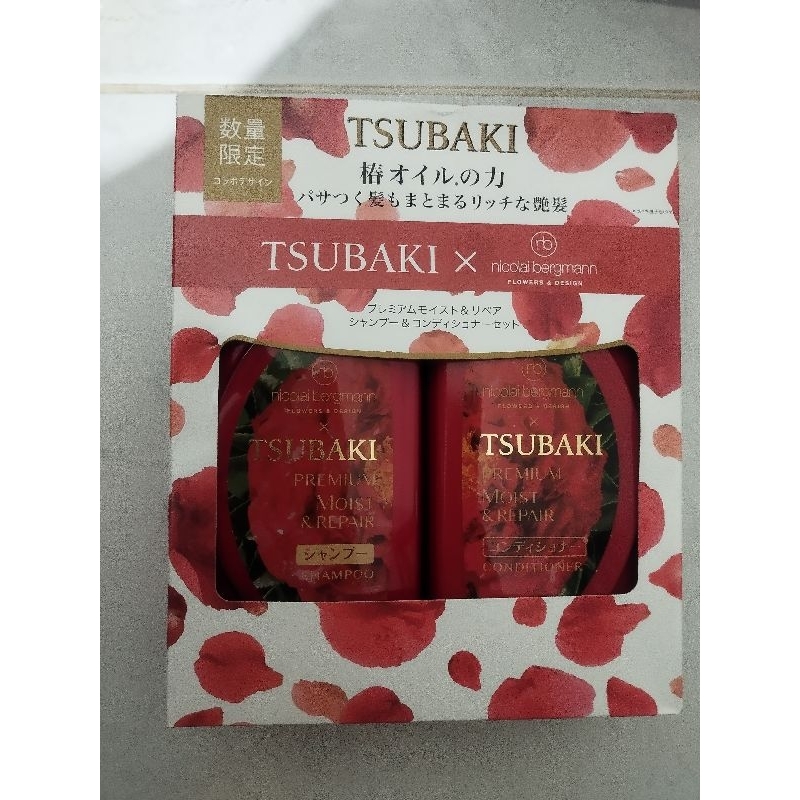 数量
限定
コラボデザイン
TSUBAKI
椿オイル.の力
パサつく髪もまとまるリッチな艶髪
TSUBAKI × nb nicolai bergmann
FLOWERS & DESIGN
プレミアムモイスト&リペア
シャンプー&コンディショナーセット
nb
nicolai bergmann
FLOWERS & DESIGN
×
TSUBAKI
PREMIUM
MOIST
& REPAIR
シャンプー
SHAMPOO
nb
nicolai bergmann
FLOWERS & DESIGN
×
TSUBAKI
PREMIUM
MOIST
& REPAIR
コンディショナー
CONDITIONER